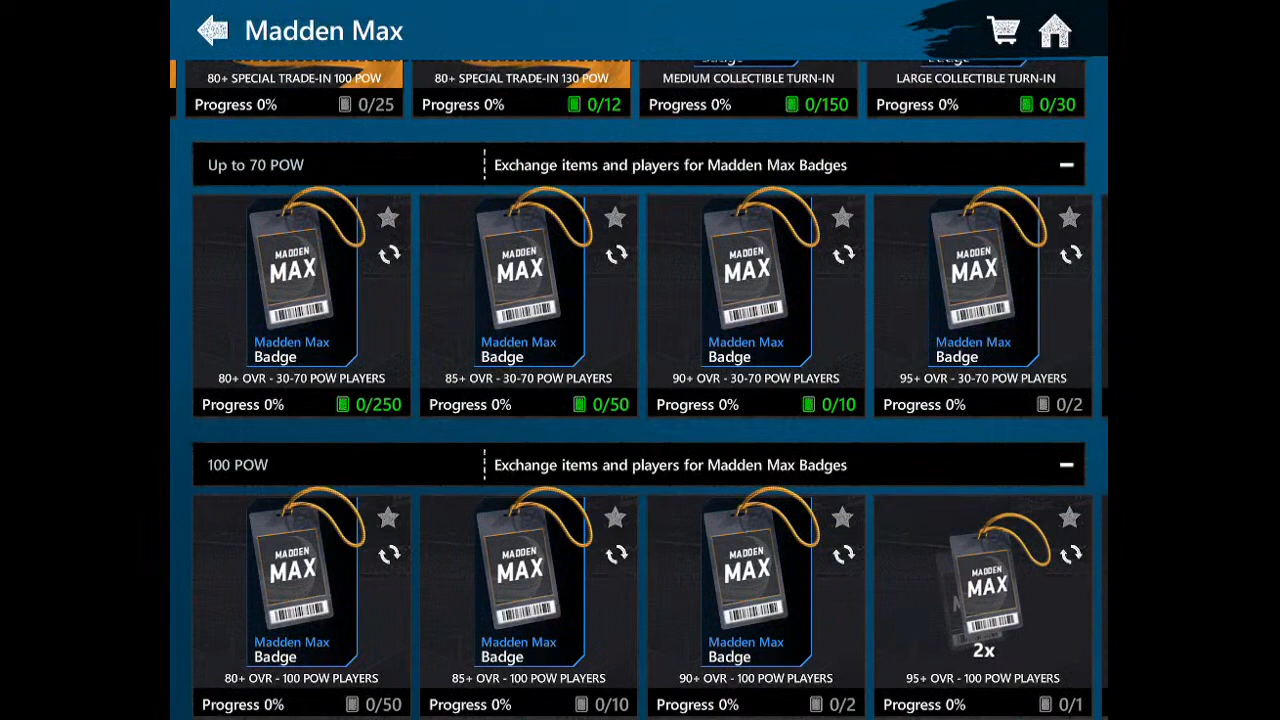 Madden Max
80+ SPECIAL TRADE-IN 100 POW
80+ SPECIAL TRADE-IN 130 POW
MEDIUM COLLECTIBLE TURN-IN
LARGE COLLECTIBLE TURN-IN
Progress 0% 0/25
Progress 0% 0/12
Progress 0% 0/150
Progress 0% 0/30
Up to 70 POW
Exchange items and players for Madden Max Badges
MADDEN
MAX
Madden Max
Badge
80+ OVR - 30-70 POW PLAYERS
Progress 0% 0/250
MADDEN
MAX
Madden Max
Badge
85+ OVR - 30-70 POW PLAYERS
Progress 0% 0/50
MADDEN
MAX
Madden Max
Badge
90+ OVR - 30-70 POW PLAYERS
Progress 0% 0/10
MADDEN
MAX
Madden Max
Badge
95+ OVR - 30-70 POW PLAYERS
Progress 0% 0/2
100 POW
Exchange items and players for Madden Max Badges
MADDEN
MAX
Madden Max
Badge
80+ OVR - 100 POW PLAYERS
Progress 0% 0/50
MADDEN
MAX
Madden Max
Badge
85+ OVR - 100 POW PLAYERS
Progress 0% 0/10
MADDEN
MAX
Madden Max
Badge
90+ OVR - 100 POW PLAYERS
Progress 0% 0/2
MADDEN
MAX
2x
95+ OVR - 100 POW PLAYERS
Progress 0% 0/1